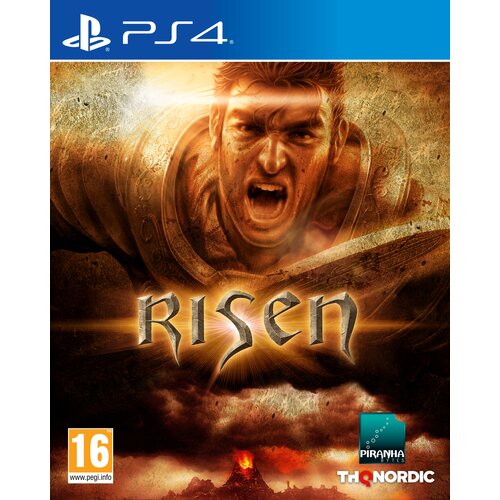 PS4
RISEN
16
www.pegi.info
PIRANHA
BYTES
THQ NORDIC